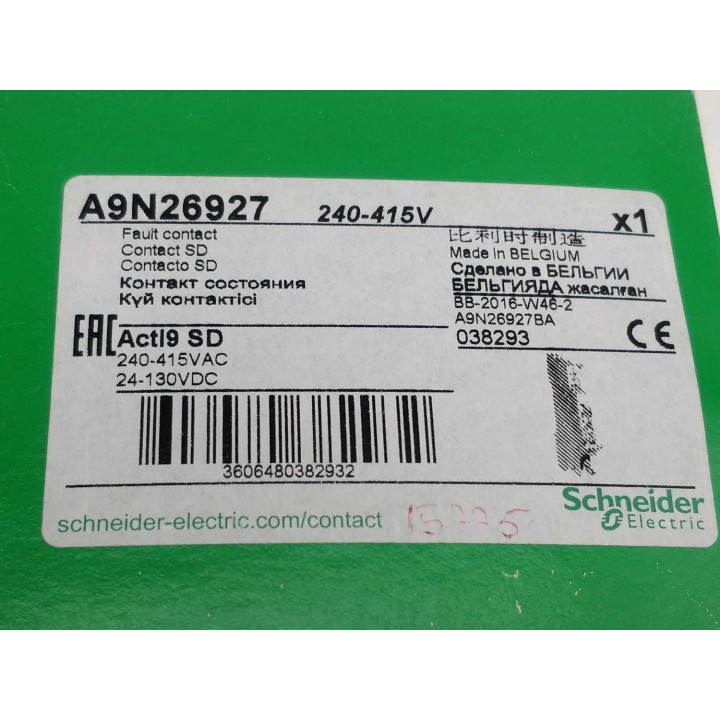 A9N26927 240-415V x1
Fault contact
Contact SD
Contacto SD
Контакт состояния
Күй контактісі
比利时制造
Made in BELGIUM
Сделано в БЕЛЬГИИ
БЕЛЬГИЯДА жасалған
BB-2016-W46-2
A9N26927BA
038293
CE
EAC
Acti9 SD
240-415VAC
24-130VDC
3606480382932
Schneider
Electric
schneider-electric.com/contact
15775